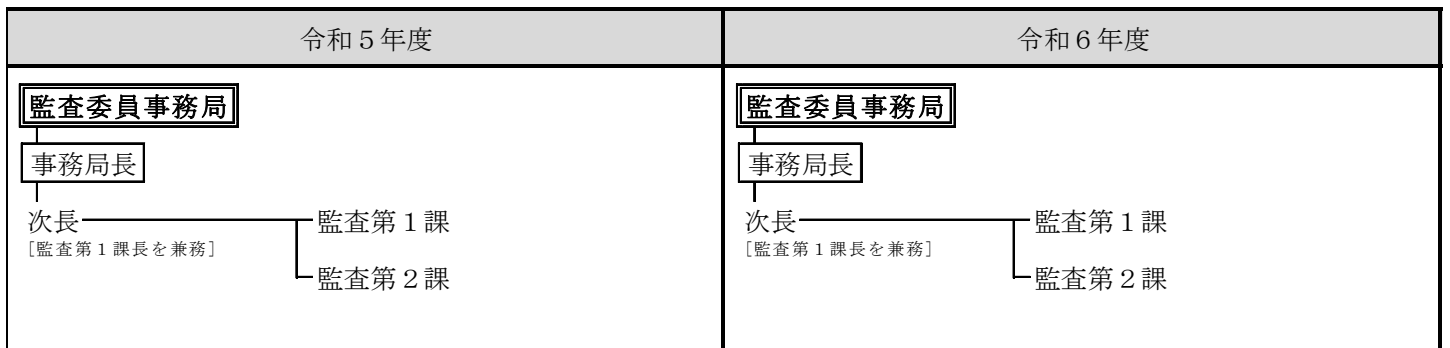 令和５年度
監査委員事務局
事務局長
次長 監査第１課
[監査第１課長を兼務]
監査第２課
令和６年度
監査委員事務局
事務局長
次長 監査第１課
[監査第１課長を兼務]
監査第２課